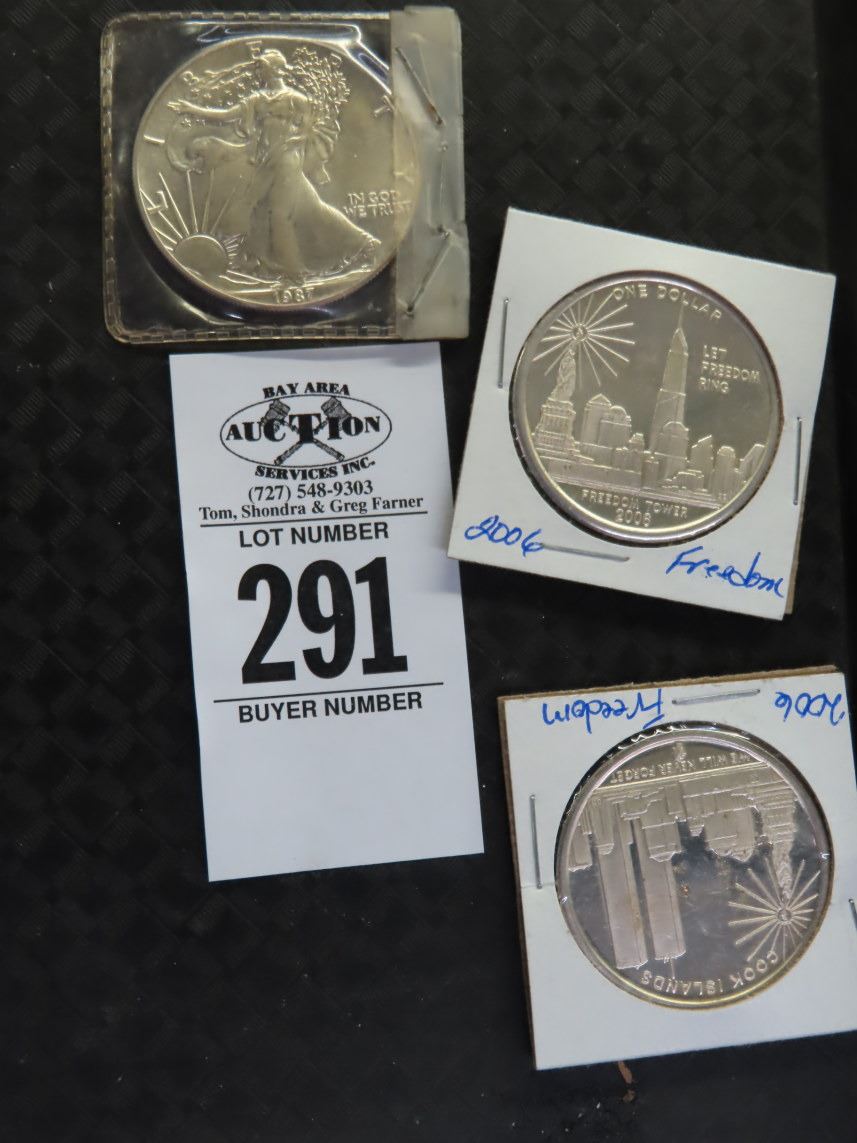 LIBERTY
IN GOD
WE TRUST
1987
ONE DOLLAR
LET
FREEDOM
RING
FREEDOM TOWER
2006
2006 Freedom
BAY AREA
AUCTION
SERVICES INC.
(727) 548-9303
Tom, Shondra & Greg Farner
LOT NUMBER
291
BUYER NUMBER
2006 Freedom
WE WILL NEVER FORGET
COOK ISLANDS